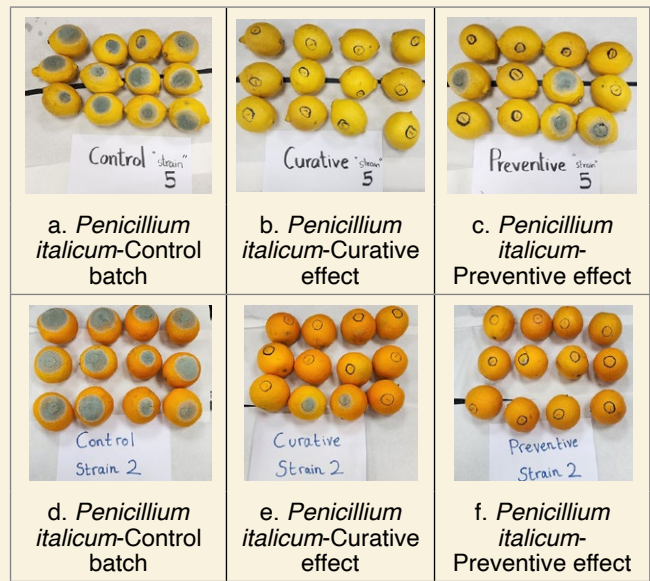 Control "strain"
5
Curative "strain"
5
Preventive "strain"
5
a. Penicillium
italicum-Control
batch
b. Penicillium
italicum-Curative
effect
c. Penicillium
italicum-
Preventive effect
Control
Strain 2
Curative
Strain 2
Preventive
Strain 2
d. Penicillium
italicum-Control
batch
e. Penicillium
italicum-Curative
effect
f. Penicillium
italicum-
Preventive effect